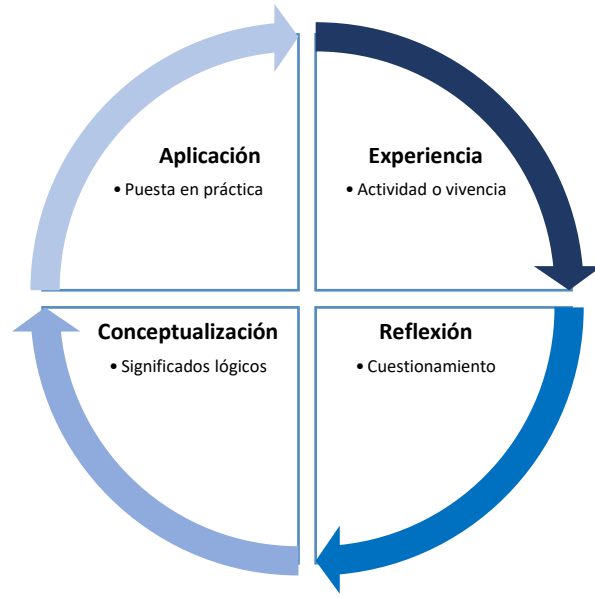 Aplicación
• Puesta en práctica
Experiencia
• Actividad o vivencia
Conceptualización
• Significados lógicos
Reflexión
• Cuestionamiento